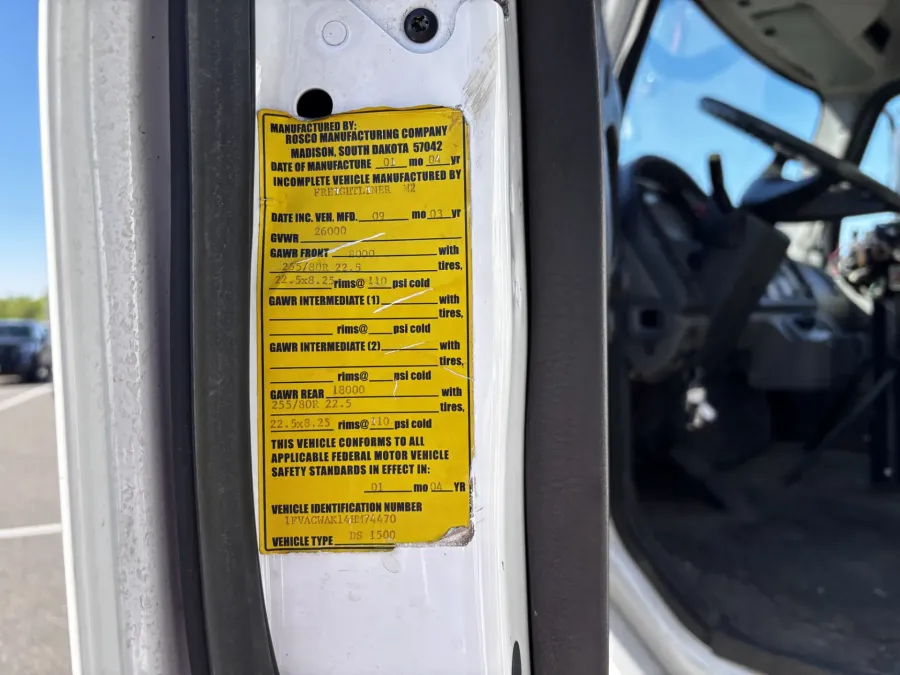 MANUFACTURED BY:
ROSCO MANUFACTURING COMPANY
MADISON, SOUTH DAKOTA 57042
DATE OF MANUFACTURE 01 mo 04 yr
INCOMPLETE VEHICLE MANUFACTURED BY
FREIGHTLINER M2
DATE INC. VEH. MFD. 09 mo 03 yr
GVWR 26000
GAWR FRONT 8000 with
255/80R 22.5 tires,
22.5x8.25 rims@ 110 psi cold
GAWR INTERMEDIATE (1) with
tires,
rims@ psi cold
GAWR INTERMEDIATE (2) with
tires,
rims@ psi cold
GAWR REAR 18000 with
255/80R 22.5 tires,
22.5x8.25 rims@ 110 psi cold
THIS VEHICLE CONFORMS TO ALL
APPLICABLE FEDERAL MOTOR VEHICLE
SAFETY STANDARDS IN EFFECT IN:
01 mo 04 YR
VEHICLE IDENTIFICATION NUMBER
1FVACWAK14HM74470
VEHICLE TYPE DS 1500